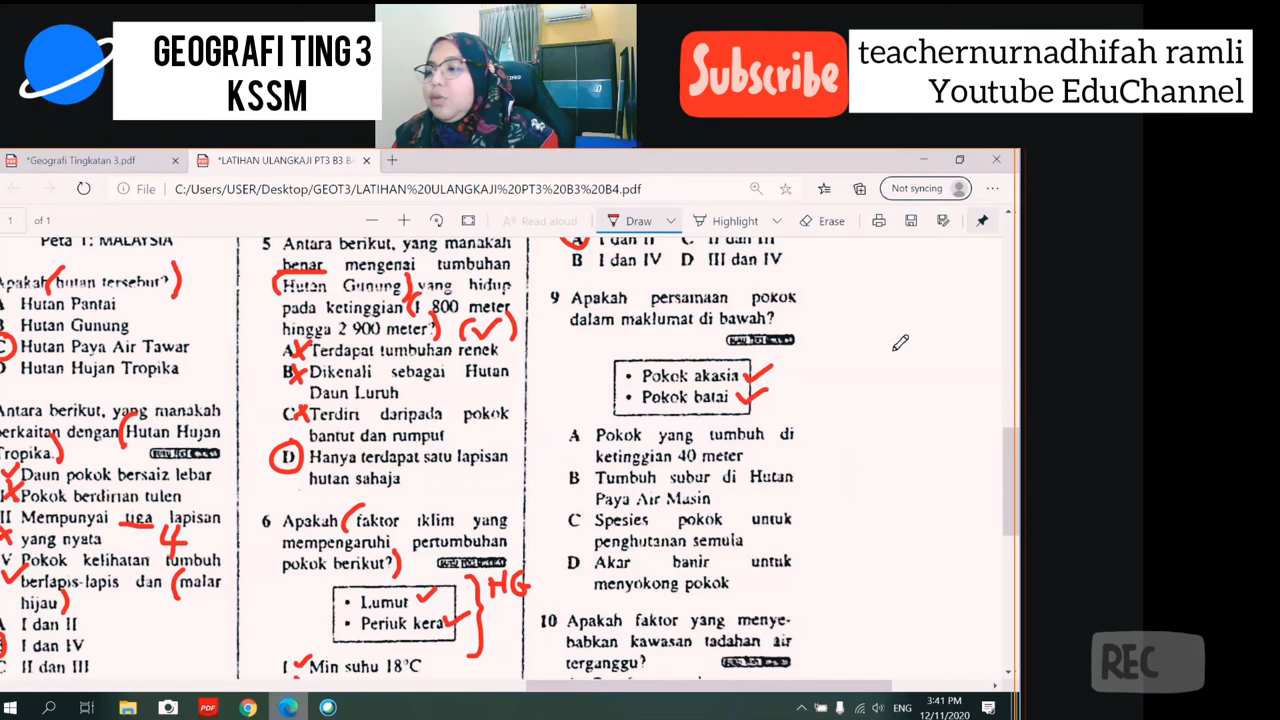 GEOGRAFI TING 3
KSSM
Subscribe
teachernurnadhifah ramli
Youtube EduChannel
*Geografi Tingkatan 3.pdf
*LATIHAN ULANGKAJI PT3 B3 B4
File
C:/Users/USER/Desktop/GEOT3/LATIHAN%20ULANGKAJI%20PT3%20B3%20B4.pdf
Not syncing
1
of 1
Read aloud
Draw
Highlight
Erase
Peta 1: MALAYSIA
Apakah hutan tersebut?
A Hutan Pantai
B Hutan Gunung
C Hutan Paya Air Tawar
D Hutan Hujan Tropika
Antara berikut, yang manakah
berkaitan dengan Hutan Hujan
Tropika.
Daun pokok bersaiz lebar
Pokok berdirian tulen
II Mempunyai tiga lapisan
yang nyata
4
V Pokok kelihatan tumbuh
berlapis-lapis dan malar
hijau
A I dan II
I dan IV
C II dan III
5 Antara berikut, yang manakah
benar mengenai tumbuhan
Hutan Gunung yang hidup
pada ketinggian 1 800 meter
hingga 2 900 meter?
A Terdapat tumbuhan renek
B Dikenali sebagai Hutan
Daun Luruh
C Terdiri daripada pokok
bantut dan rumput
D Hanya terdapat satu lapisan
hutan sahaja
6 Apakah faktor iklim yang
mempengaruhi pertumbuhan
pokok berikut?
• Lumut
• Periuk kera
HG
I Min suhu 18°C
A I dan II C II dan III
B I dan IV D III dan IV
9 Apakah persamaan pokok
dalam maklumat di bawah?
• Pokok akasia
• Pokok batai
A Pokok yang tumbuh di
ketinggian 40 meter
B Tumbuh subur di Hutan
Paya Air Masin
C Spesies pokok untuk
penghutanan semula
D Akar banir untuk
menyokong pokok
10 Apakah faktor yang menye-
babkan kawasan tadahan air
terganggu?
REC
ENG
3:41 PM
12/11/2020